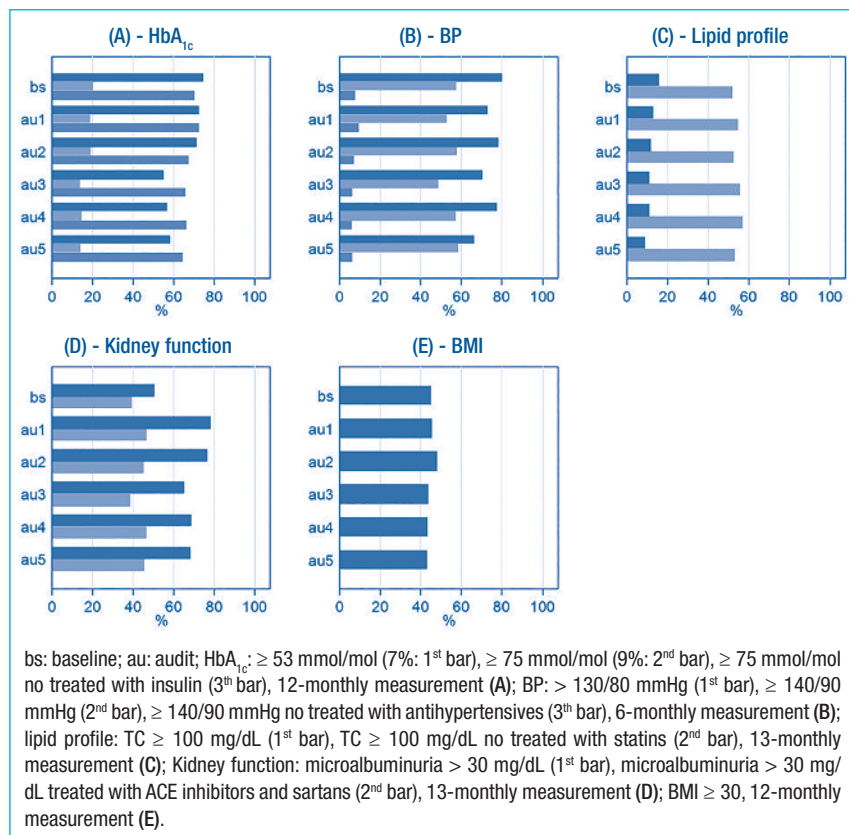 (A) - HbA1c
(B) - BP
(C) - Lipid profile
bs
au1
au2
au3
au4
au5
0 20 40 60 80 100
%
bs
au1
au2
au3
au4
au5
0 20 40 60 80 100
%
bs
au1
au2
au3
au4
au5
0 20 40 60 80 100
%
(D) - Kidney function
(E) - BMI
bs
au1
au2
au3
au4
au5
0 20 40 60 80 100
%
bs
au1
au2
au3
au4
au5
0 20 40 60 80 100
%
bs: baseline; au: audit; HbA1c: ≥ 53 mmol/mol (7%: 1st bar), ≥ 75 mmol/mol (9%: 2nd bar), ≥ 75 mmol/mol
no treated with insulin (3th bar), 12-monthly measurement (A); BP: > 130/80 mmHg (1st bar), ≥ 140/90
mmHg (2nd bar), ≥ 140/90 mmHg no treated with antihypertensives (3th bar), 6-monthly measurement (B);
lipid profile: TC ≥ 100 mg/dL (1st bar), TC ≥ 100 mg/dL no treated with statins (2nd bar), 13-monthly
measurement (C); Kidney function: microalbuminuria > 30 mg/dL (1st bar), microalbuminuria > 30 mg/
dL treated with ACE inhibitors and sartans (2nd bar), 13-monthly measurement (D); BMI ≥ 30, 12-monthly
measurement (E).